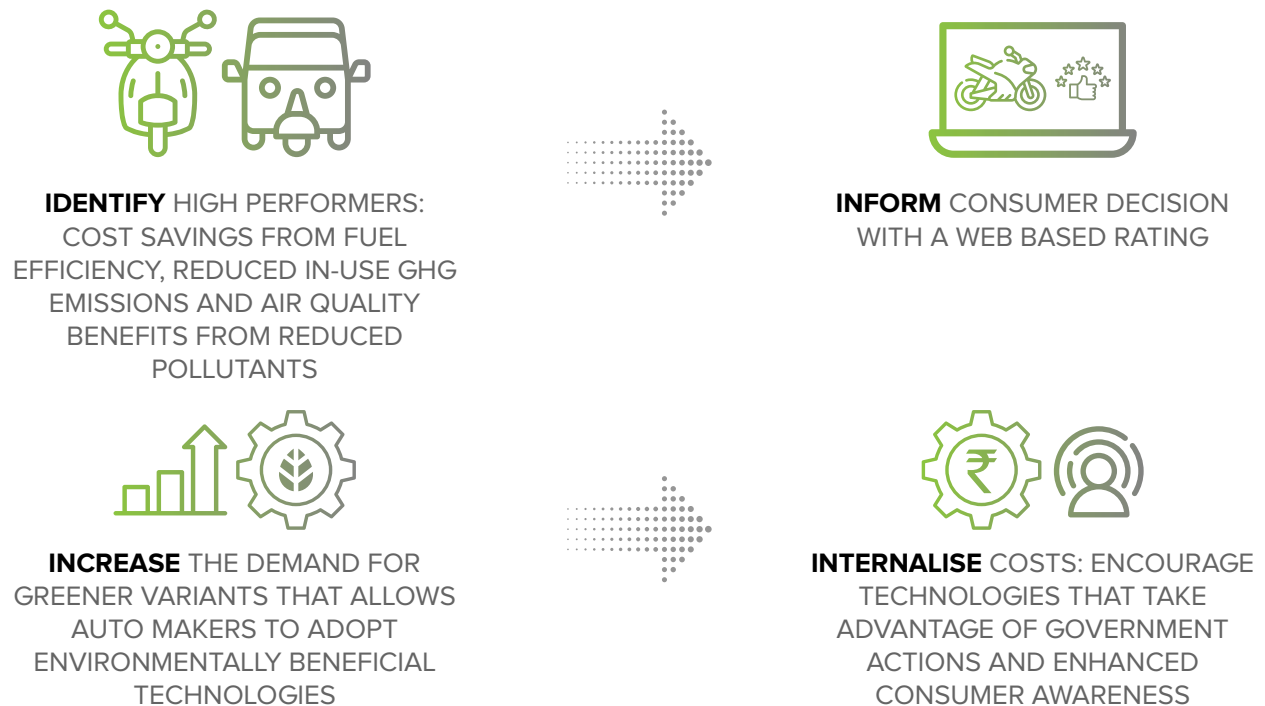 IDENTIFY HIGH PERFORMERS:
COST SAVINGS FROM FUEL
EFFICIENCY, REDUCED IN-USE GHG
EMISSIONS AND AIR QUALITY
BENEFITS FROM REDUCED
POLLUTANTS
INFORM CONSUMER DECISION
WITH A WEB BASED RATING
₹
INCREASE THE DEMAND FOR
GREENER VARIANTS THAT ALLOWS
AUTO MAKERS TO ADOPT
ENVIRONMENTALLY BENEFICIAL
TECHNOLOGIES
INTERNALISE COSTS: ENCOURAGE
TECHNOLOGIES THAT TAKE
ADVANTAGE OF GOVERNMENT
ACTIONS AND ENHANCED
CONSUMER AWARENESS